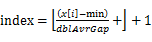 index = ⌊(x[i]−min)/dblAvrGap + ⌋ + 1